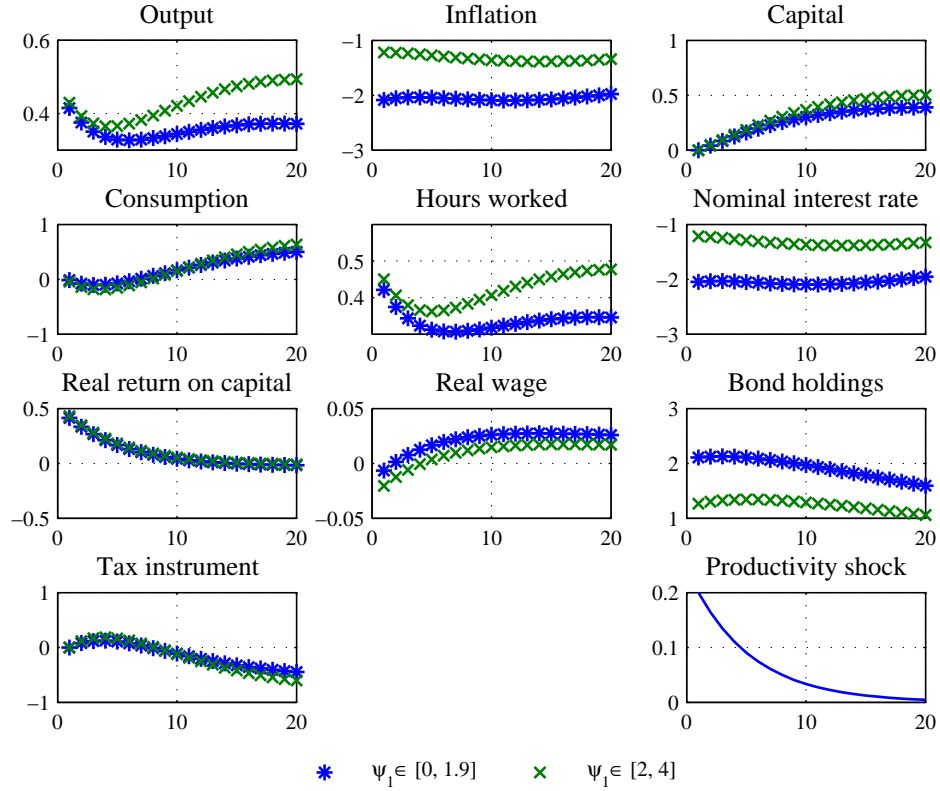 Output Inflation Capital
0.6 −1 1
0.4 −2 0.5
−3 0
0 10 20 0 10 20 0 10 20
Consumption Hours worked Nominal interest rate
1 0.5 −1
0 0.4 −2
−1 −3
0 10 20 0 10 20 0 10 20
Real return on capital Real wage Bond holdings
0.5 0.05 3
0 0 2
−0.5 −0.05 1
0 10 20 0 10 20 0 10 20
Tax instrument Productivity shock
1 0.2
0 0.1
−1 0
0 10 20 0 10 20
ψ₁ ∈ [0, 1.9] ψ₁ ∈ [2, 4]